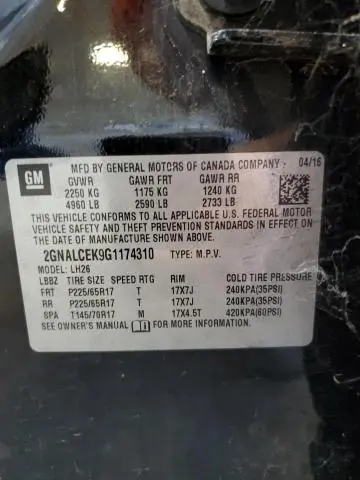 GM
MFD BY GENERAL MOTORS OF CANADA COMPANY - 04/16
GVWR GAWR FRT GAWR RR
2250 KG 1175 KG 1240 KG
4960 LB 2590 LB 2733 LB
THIS VEHICLE CONFORMS TO ALL APPLICABLE U.S. FEDERAL MOTOR
VEHICLE SAFETY AND THEFT PREVENTION STANDARDS IN EFFECT ON
THE DATE OF MANUFACTURE SHOWN ABOVE.
2GNALCEK9G1174310 TYPE: M.P.V.
MODEL: LH26
LBBZ TIRE SIZE SPEED RTG RIM COLD TIRE PRESSURE
FRT P225/65R17 T 17X7J 240KPA(35PSI)
RR P225/65R17 T 17X7J 240KPA(35PSI)
SPA T145/70R17 M 17X4.5T 420KPA(60PSI)
SEE OWNER'S MANUAL FOR ADDITIONAL INFORMATION.